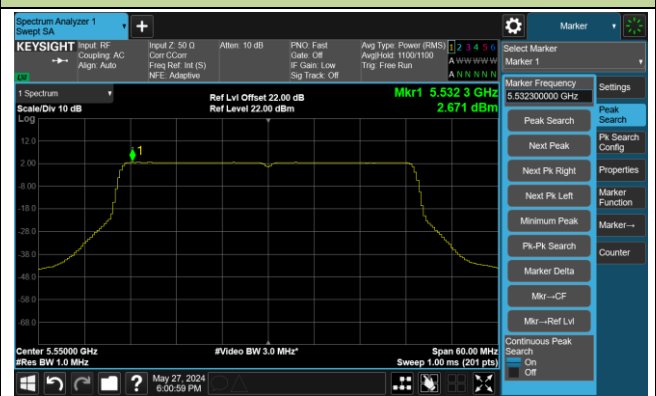 Spectrum Analyzer 1
Swept SA
Marker
KEYSIGHT
Input: RF
Coupling: AC
Align: Auto
Input Z: 50 Ω
Corr CCorr
Freq Ref: Int (S)
NFE: Adaptive
Atten: 10 dB
PNO: Fast
Gate: Off
IF Gain: Low
Sig Track: Off
Avg Type: Power (RMS)
Avg|Hold: 1100/1100
Trig: Free Run
1 2 3 4 5 6
A W W W W W
A N N N N N
Select Marker
Marker 1
1 Spectrum
Scale/Div 10 dB
Log
Ref Lvl Offset 22.00 dB
Ref Level 22.00 dBm
Mkr1 5.532 3 GHz
2.671 dBm
1
12.0
2.00
-8.00
-18.0
-28.0
-38.0
-48.0
-58.0
-68.0
Center 5.55000 GHz
#Res BW 1.0 MHz
#Video BW 3.0 MHz*
Span 60.00 MHz
Sweep 1.00 ms (201 pts)
Marker Frequency
5.532300000 GHz
Peak Search
Next Peak
Next Pk Right
Next Pk Left
Minimum Peak
Pk-Pk Search
Marker Delta
Mkr→CF
Mkr→Ref Lvl
Continuous Peak
Search
On
Off
Settings
Peak
Search
Pk Search
Config
Properties
Marker
Function
Marker→
Counter
May 27, 2024
6:00:59 PM